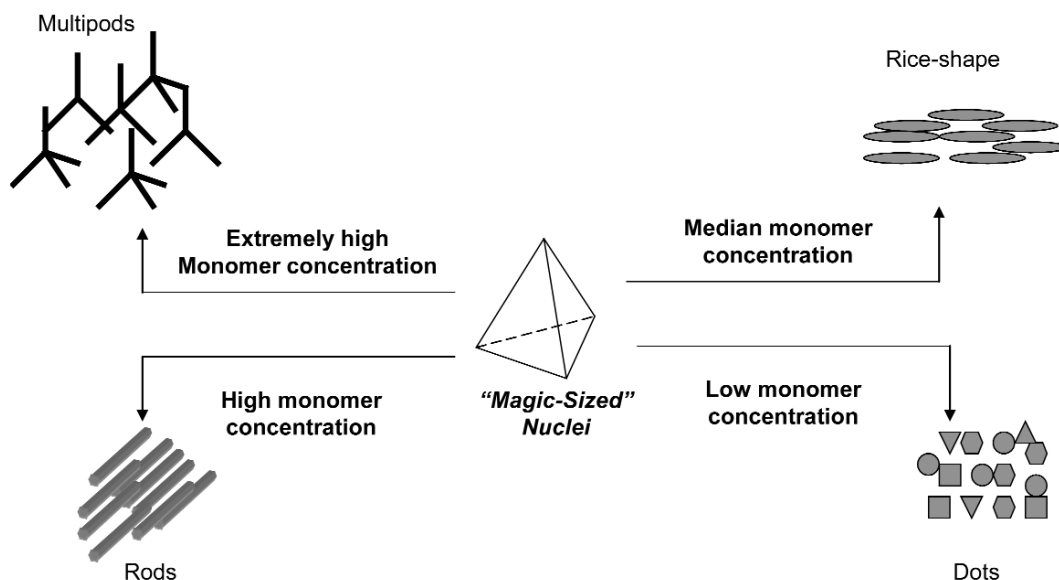 Multipods
Rice-shape
Extremely high
Monomer concentration
Median monomer
concentration
High monomer
concentration
“Magic-Sized”
Nuclei
Low monomer
concentration
Rods
Dots